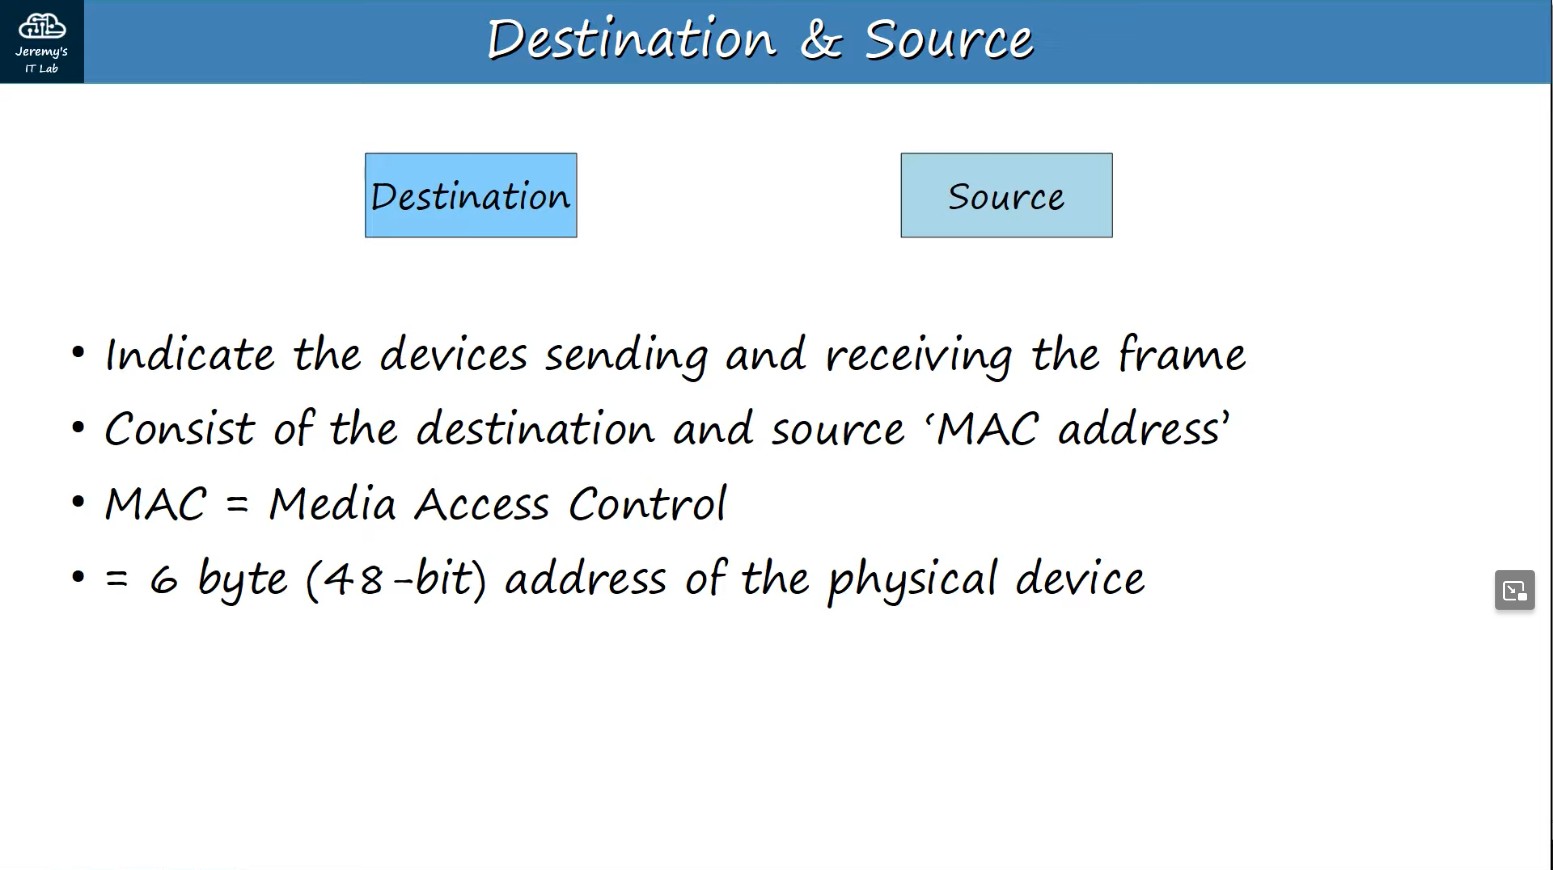 Jeremy's
IT Lab
Destination & Source
Destination
Source
• Indicate the devices sending and receiving the frame
• Consist of the destination and source ‘MAC address’
• MAC = Media Access Control
• = 6 byte (48-bit) address of the physical device